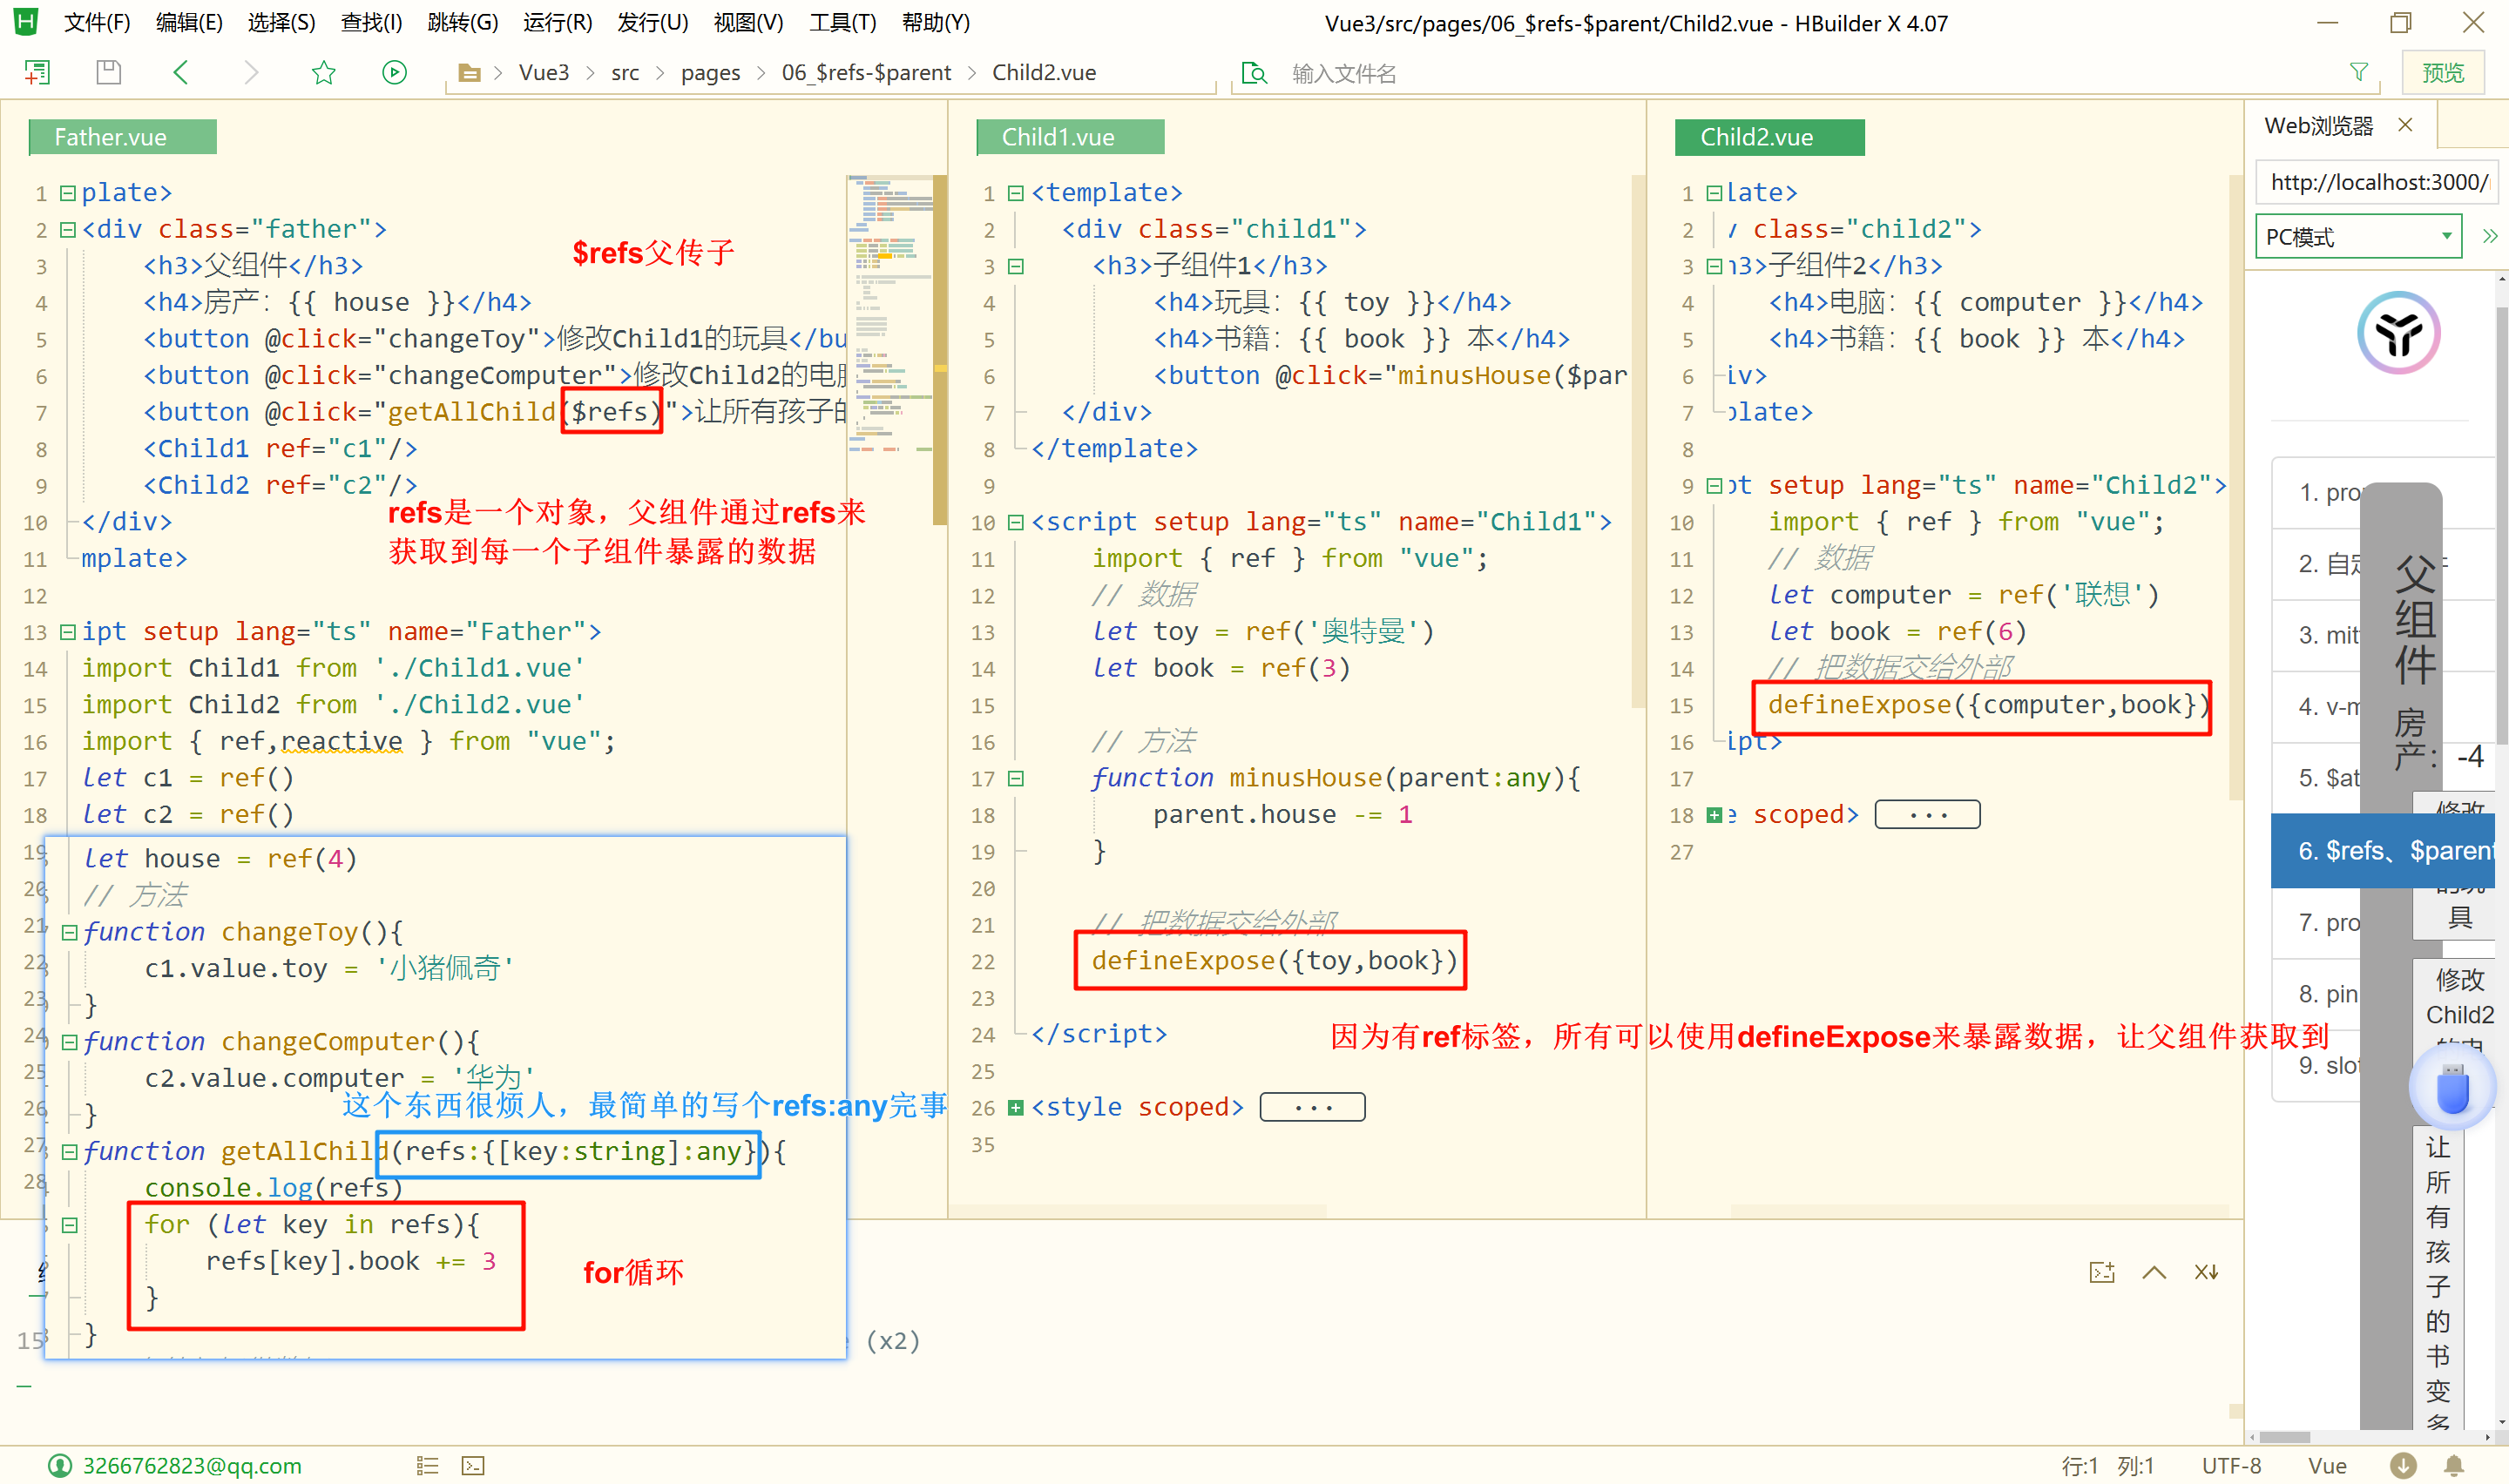 文件(F) 编辑(E) 选择(S) 查找(I) 跳转(G) 运行(R) 发行(U) 视图(V) 工具(T) 帮助(Y)
Vue3/src/pages/06_$refs-$parent/Child2.vue - HBuilder X 4.07
Vue3 > src > pages > 06_$refs-$parent > Child2.vue
输入文件名
预览
Father.vue
1 plate>
2 <div class="father">
3 <h3>父组件</h3>
4 <h4>房产：{{ house }}</h4>
5 <button @click="changeToy">修改Child1的玩具</bu
6 <button @click="changeComputer">修改Child2的电脑
7 <button @click="getAllChild($refs)">让所有孩子的
8 <Child1 ref="c1"/>
9 <Child2 ref="c2"/>
10 </div>
11 mplate>
12
13 ipt setup lang="ts" name="Father">
14 import Child1 from './Child1.vue'
15 import Child2 from './Child2.vue'
16 import { ref,reactive } from "vue";
17 let c1 = ref()
18 let c2 = ref()
19 let house = ref(4)
20 // 方法
21 function changeToy(){
22 c1.value.toy = '小猪佩奇'
23 }
24 function changeComputer(){
25 c2.value.computer = '华为'
26 }
27 function getAllChild(refs:{[key:string]:any}){
28 console.log(refs)
for (let key in refs){
refs[key].book += 3
}
}
$refs父传子
refs是一个对象，父组件通过refs来
获取到每一个子组件暴露的数据
这个东西很烦人，最简单的写个refs:any完事
for循环
15
(x2)
Child1.vue
1 <template>
2 <div class="child1">
3 <h3>子组件1</h3>
4 <h4>玩具：{{ toy }}</h4>
5 <h4>书籍：{{ book }} 本</h4>
6 <button @click="minusHouse($par
7 </div>
8 </template>
9
10 <script setup lang="ts" name="Child1">
11 import { ref } from "vue";
12 // 数据
13 let toy = ref('奥特曼')
14 let book = ref(3)
15
16 // 方法
17 function minusHouse(parent:any){
18 parent.house -= 1
19 }
20
21 // 把数据交给外部
22 defineExpose({toy,book})
23
24 </script>
25
26 <style scoped> ...
35
因为有ref标签，所有可以使用defineExpose来暴露数据，让父组件获取到
Child2.vue
1 late>
2 class="child2">
3 h3>子组件2</h3>
4 <h4>电脑：{{ computer }}</h4>
5 <h4>书籍：{{ book }} 本</h4>
6 iv>
7 plate>
8
9 pt setup lang="ts" name="Child2">
10 import { ref } from "vue";
11 // 数据
12 let computer = ref('联想')
13 let book = ref(6)
14 // 把数据交给外部
15 defineExpose({computer,book})
16 ipt>
17
18 e scoped> ...
27
Web浏览器
http://localhost:3000/
PC模式
1. pro
2. 自定
3. mit
4. v-m
5. $at
6. $refs、$parent
7. pro
8. pin
9. slot
父组件
房产：-4
修改
的玩具
修改
Child2
的电
让所有孩子的书变多
3266762823@qq.com
行:1 列:1 UTF-8 Vue